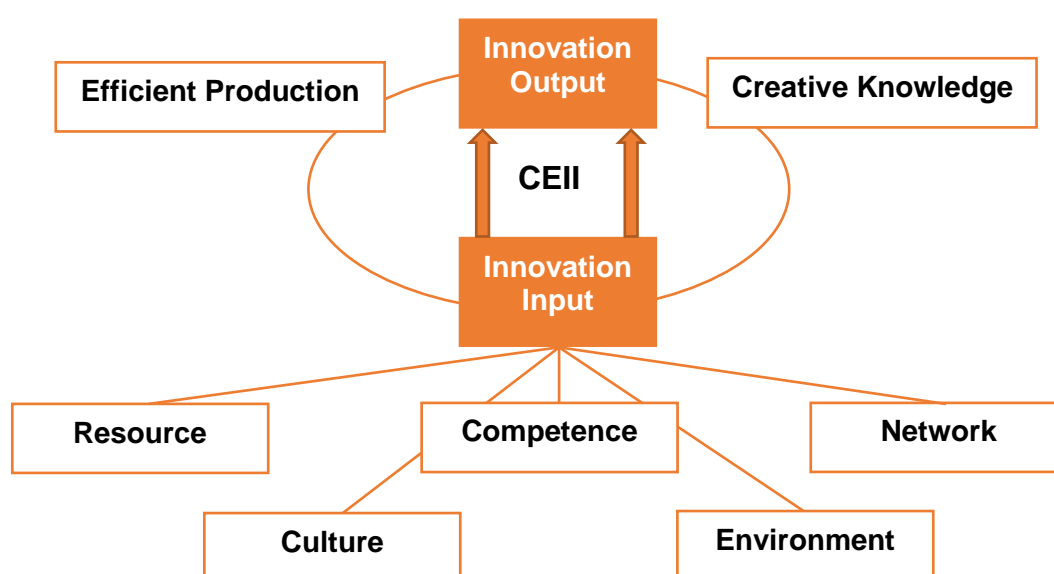 Innovation
Output
Efficient Production
Creative Knowledge
CEII
Innovation
Input
Resource
Competence
Network
Culture
Environment